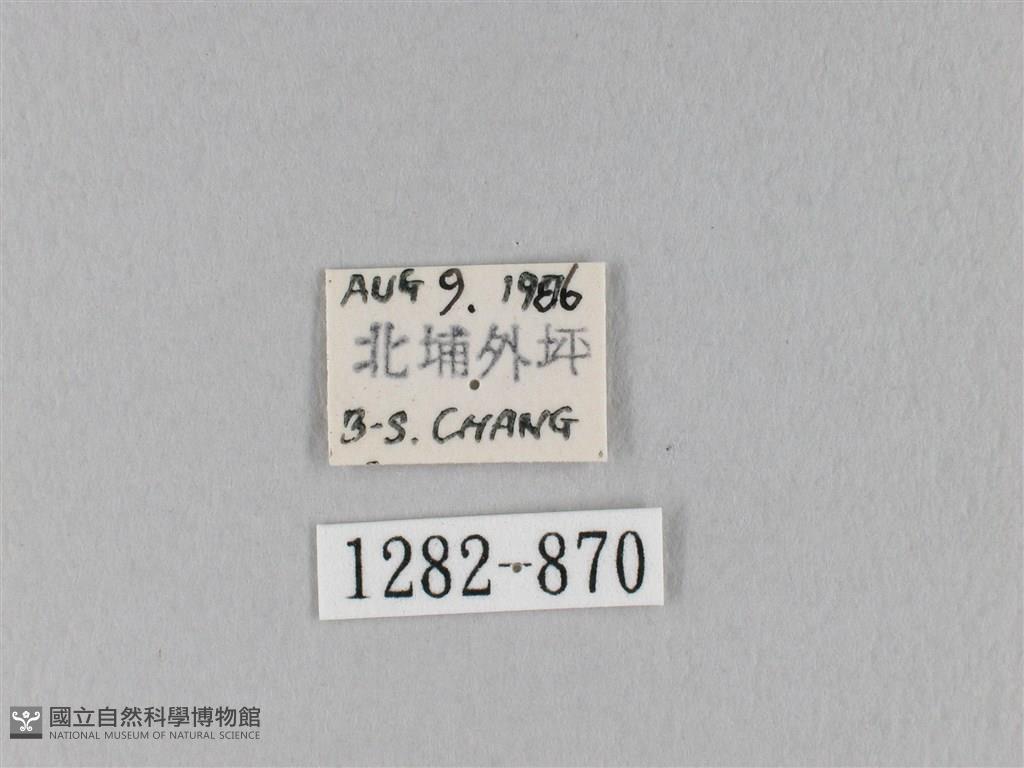 AUG 9. 1986
北埔外坪
B-S. CHANG
1282-870
國立自然科學博物館
NATIONAL MUSEUM OF NATURAL SCIENCE